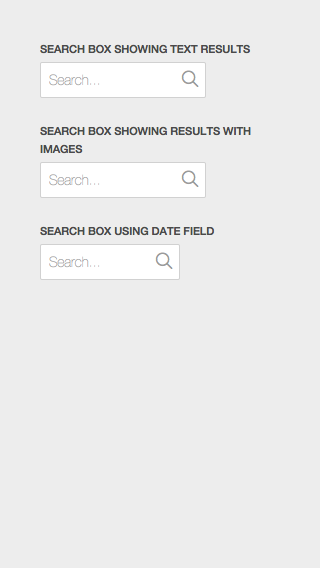 SEARCH BOX SHOWING TEXT RESULTS
Search...
SEARCH BOX SHOWING RESULTS WITH
IMAGES
Search...
SEARCH BOX USING DATE FIELD
Search...